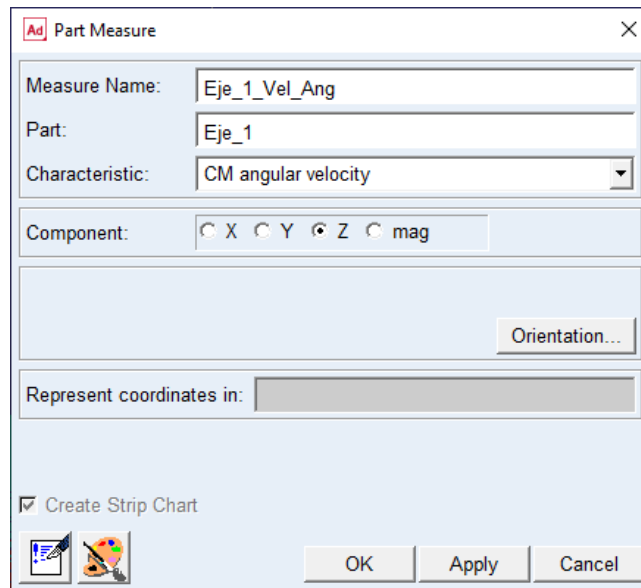 Ad Part Measure
Measure Name: Eje_1_Vel_Ang
Part: Eje_1
Characteristic: CM angular velocity
Component: X Y Z mag
Orientation...
Represent coordinates in:
Create Strip Chart
OK Apply Cancel